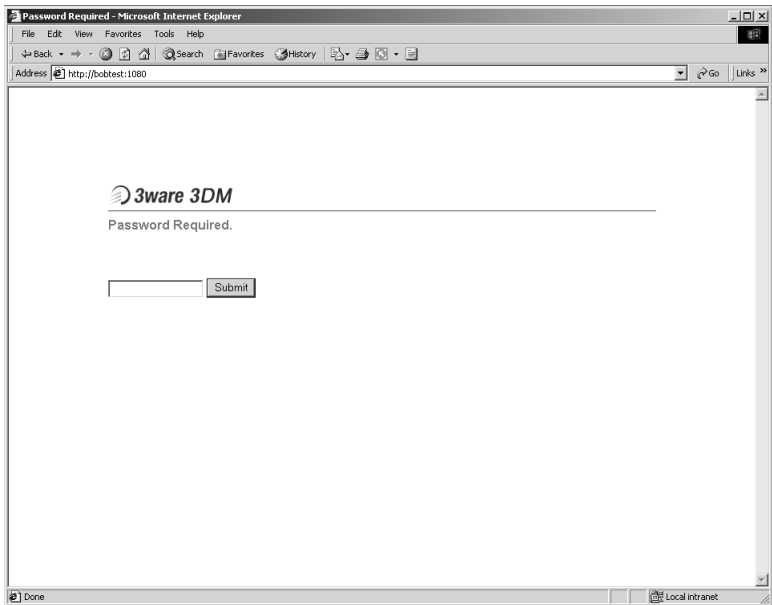 Password Required - Microsoft Internet Explorer
File Edit View Favorites Tools Help
Back Search Favorites History
Address http://bobtest:1080 Go Links »
3ware 3DM
Password Required.
Submit
Done Local intranet